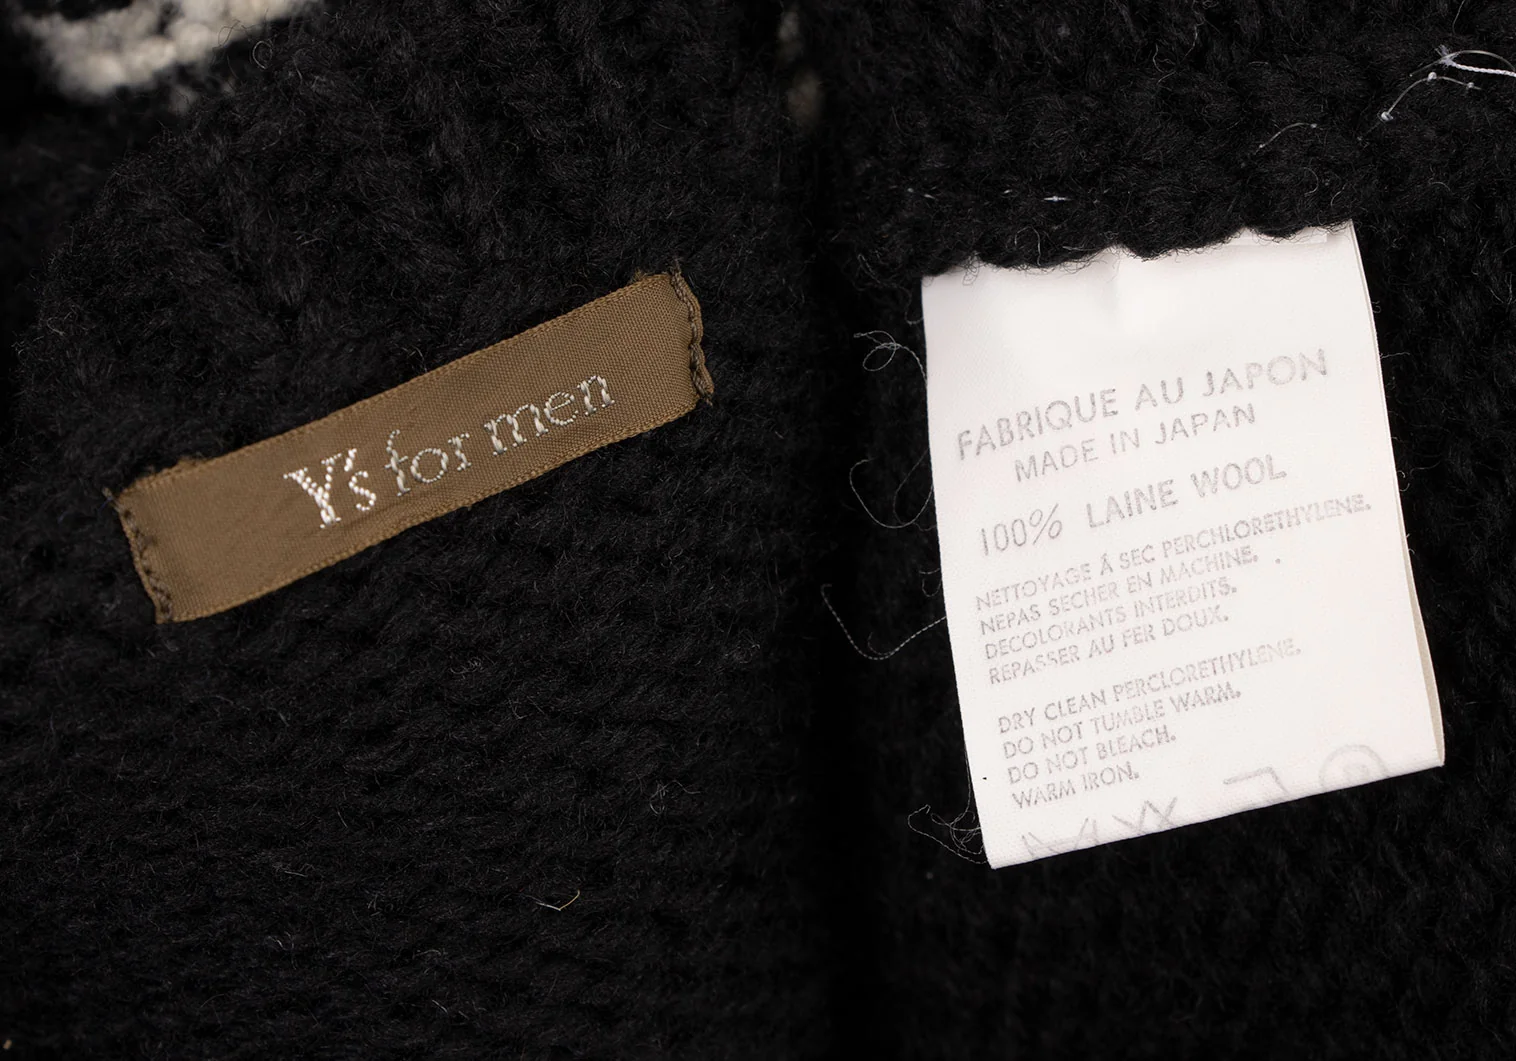 Y's for men
FABRIQUE AU JAPON
MADE IN JAPAN
100% LAINE WOOL
NETTOYAGE Á SEC PERCHLORETHYLENE.
NEPAS SECHER EN MACHINE.
DECOLORANTS INTERDITS.
REPASSER AU FER DOUX.
DRY CLEAN PERCLORETHYLENE.
DO NOT TUMBLE WARM.
DO NOT BLEACH.
WARM IRON.